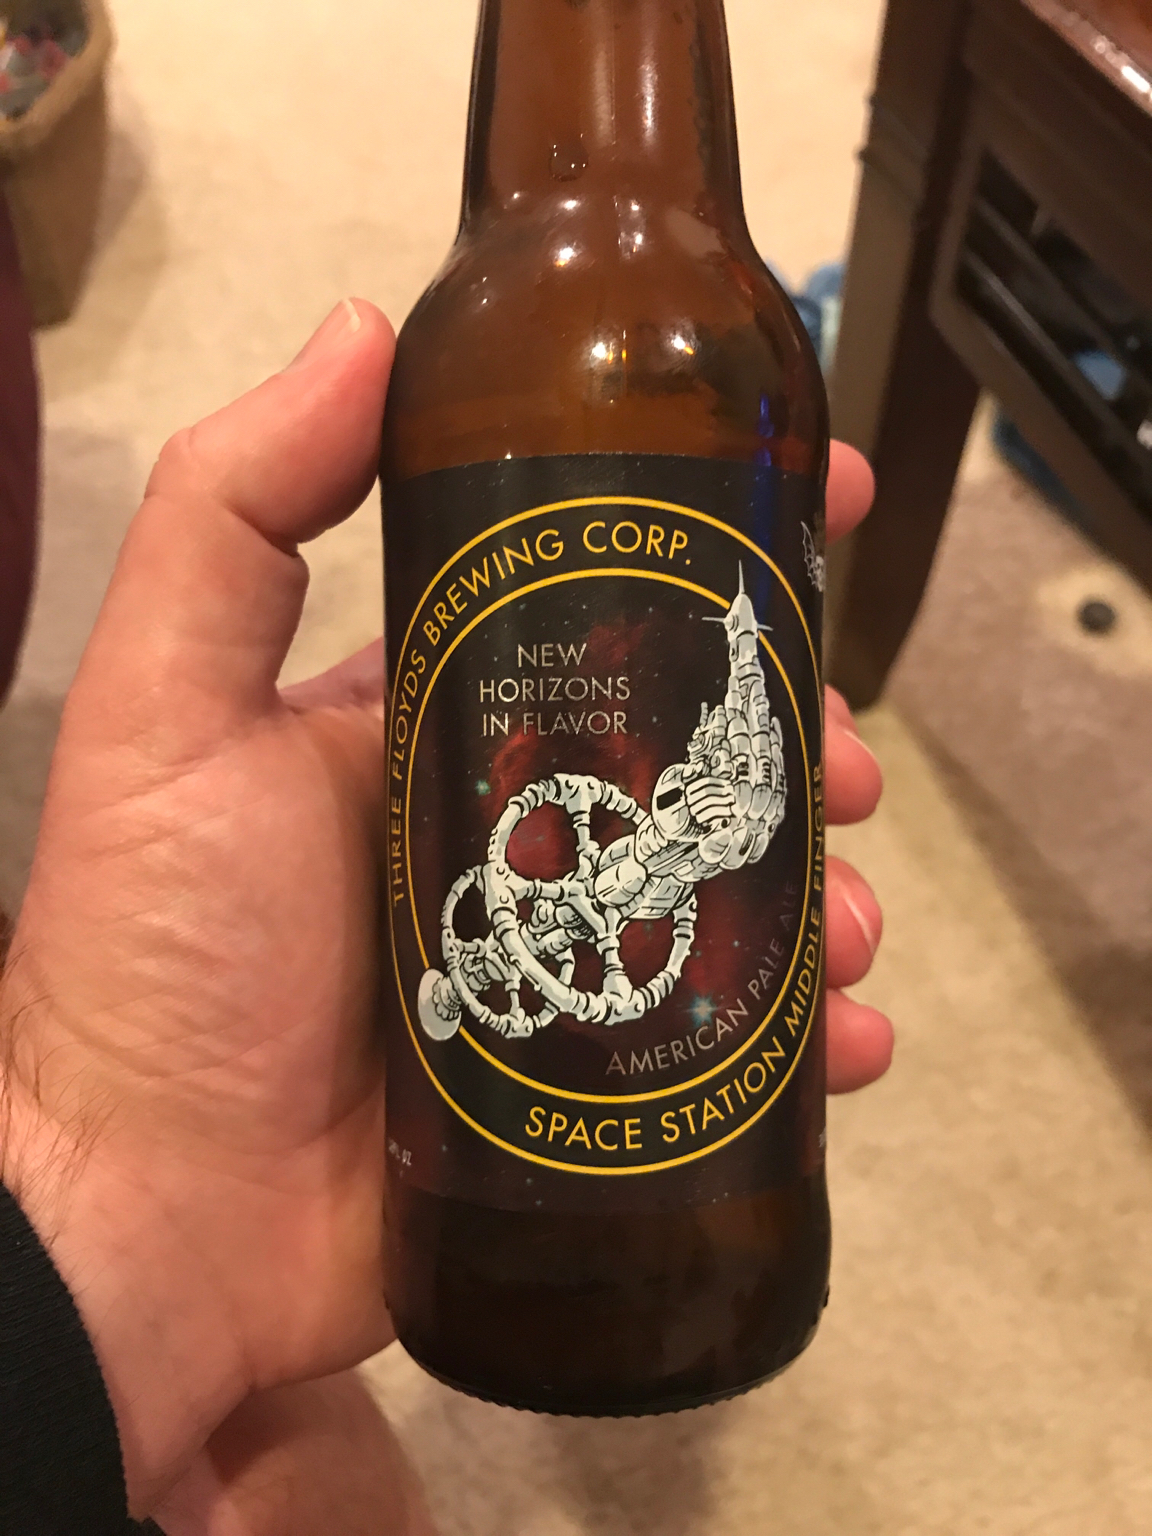 THREE FLOYDS BREWING CORP.
NEW
HORIZONS
IN FLAVOR
AMERICAN PALE ALE
SPACE STATION MIDDLE FINGER